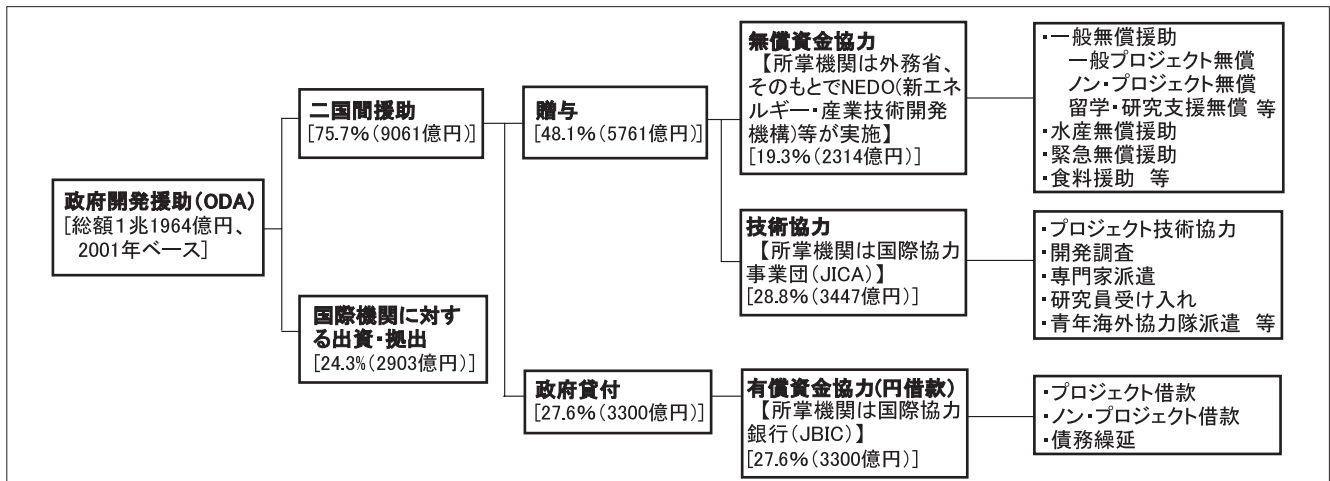 政府開発援助(ODA)
[総額1兆1964億円、
2001年ベース]
二国間援助
[75.7%(9061億円)]
国際機関に対す
る出資・拠出
[24.3%(2903億円)]
贈与
[48.1%(5761億円)]
政府貸付
[27.6%(3300億円)]
無償資金協力
【所掌機関は外務省、
そのもとでNEDO(新エネ
ルギー・産業技術開発
機構)等が実施】
[19.3%(2314億円)]
技術協力
【所掌機関は国際協力
事業団(JICA)】
[28.8%(3447億円)]
有償資金協力(円借款)
【所掌機関は国際協力
銀行(JBIC)】
[27.6%(3300億円)]
・一般無償援助
一般プロジェクト無償
ノン・プロジェクト無償
留学・研究支援無償 等
・水産無償援助
・緊急無償援助
・食料援助 等
・プロジェクト技術協力
・開発調査
・専門家派遣
・研究員受け入れ
・青年海外協力隊派遣 等
・プロジェクト借款
・ノン・プロジェクト借款
・債務繰延